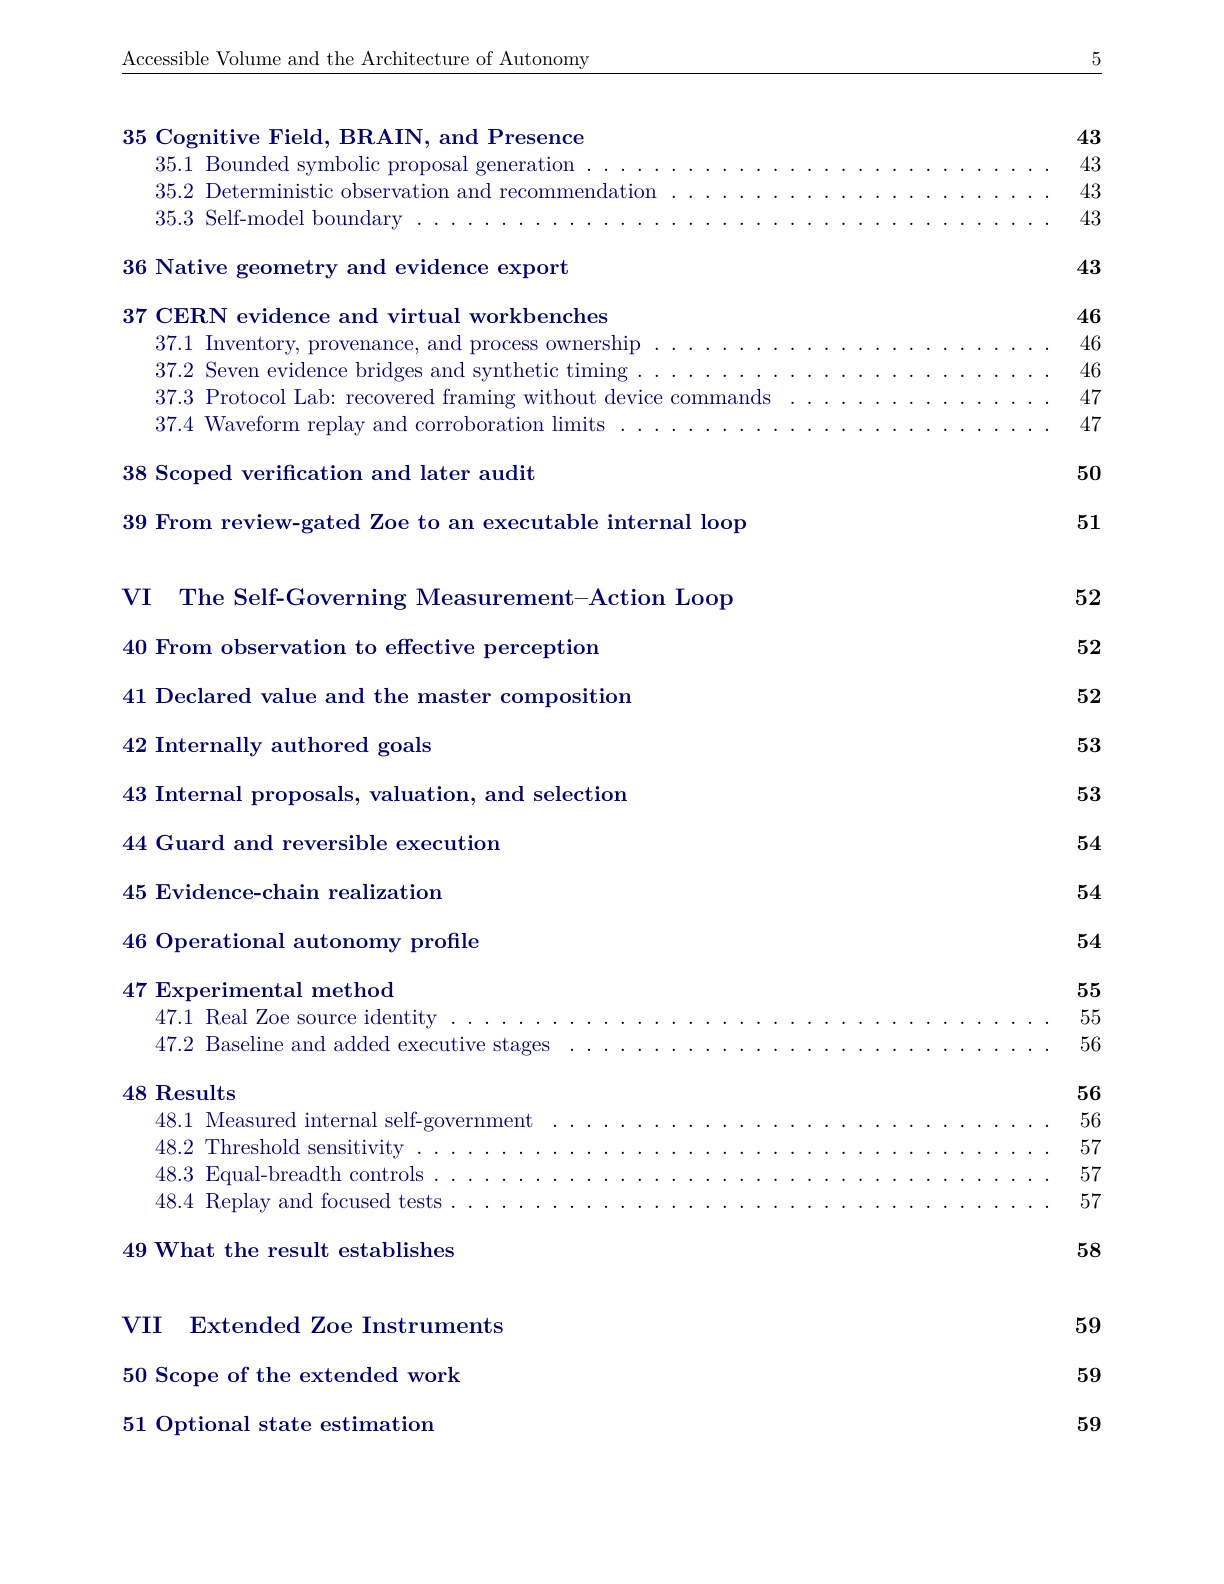 Accessible Volume and the Architecture of Autonomy 5
35 Cognitive Field, BRAIN, and Presence 43
35.1 Bounded symbolic proposal generation . . . . . . . . . . . . . . . . . . . . . . . . . . . . 43
35.2 Deterministic observation and recommendation . . . . . . . . . . . . . . . . . . . . . . . 43
35.3 Self-model boundary . . . . . . . . . . . . . . . . . . . . . . . . . . . . . . . . . . . . . . 43
36 Native geometry and evidence export 43
37 CERN evidence and virtual workbenches 46
37.1 Inventory, provenance, and process ownership . . . . . . . . . . . . . . . . . . . . . . . . 46
37.2 Seven evidence bridges and synthetic timing . . . . . . . . . . . . . . . . . . . . . . . . . 46
37.3 Protocol Lab: recovered framing without device commands . . . . . . . . . . . . . . . . 47
37.4 Waveform replay and corroboration limits . . . . . . . . . . . . . . . . . . . . . . . . . . 47
38 Scoped verification and later audit 50
39 From review-gated Zoe to an executable internal loop 51
VI The Self-Governing Measurement–Action Loop 52
40 From observation to effective perception 52
41 Declared value and the master composition 52
42 Internally authored goals 53
43 Internal proposals, valuation, and selection 53
44 Guard and reversible execution 54
45 Evidence-chain realization 54
46 Operational autonomy profile 54
47 Experimental method 55
47.1 Real Zoe source identity . . . . . . . . . . . . . . . . . . . . . . . . . . . . . . . . . . . . 55
47.2 Baseline and added executive stages . . . . . . . . . . . . . . . . . . . . . . . . . . . . . 56
48 Results 56
48.1 Measured internal self-government . . . . . . . . . . . . . . . . . . . . . . . . . . . . . . 56
48.2 Threshold sensitivity . . . . . . . . . . . . . . . . . . . . . . . . . . . . . . . . . . . . . . 57
48.3 Equal-breadth controls . . . . . . . . . . . . . . . . . . . . . . . . . . . . . . . . . . . . . 57
48.4 Replay and focused tests . . . . . . . . . . . . . . . . . . . . . . . . . . . . . . . . . . . . 57
49 What the result establishes 58
VII Extended Zoe Instruments 59
50 Scope of the extended work 59
51 Optional state estimation 59